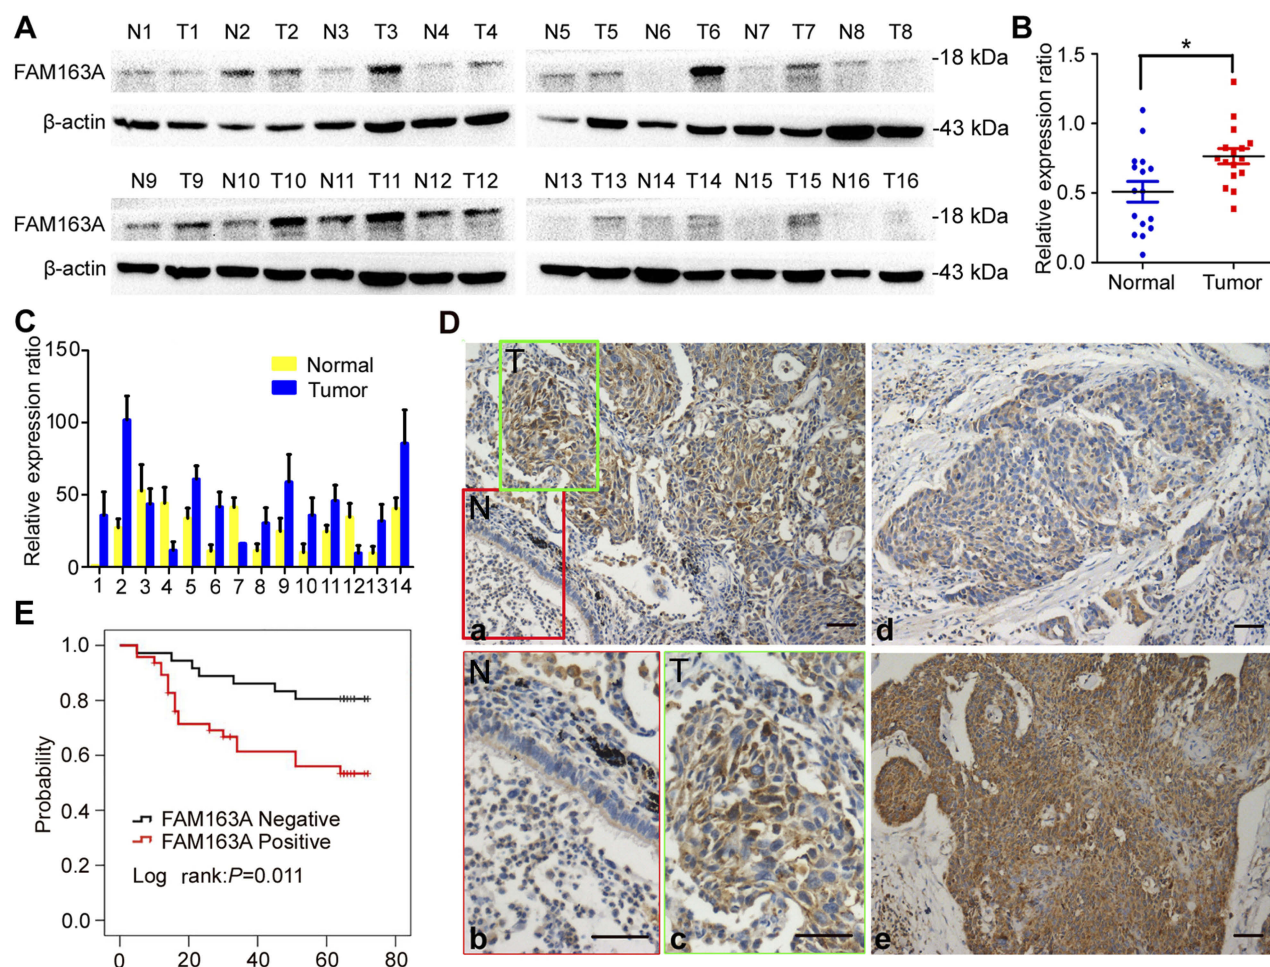 A
N1 T1 N2 T2 N3 T3 N4 T4 N5 T5 N6 T6 N7 T7 N8 T8
FAM163A
-18 kDa
β-actin
-43 kDa
N9 T9 N10 T10 N11 T11 N12 T12 N13 T13 N14 T14 N15 T15 N16 T16
FAM163A
-18 kDa
β-actin
-43 kDa
B
Relative expression ratio
1.5
1.0
0.5
0.0
*
Normal Tumor
C
Relative expression ratio
150
100
50
0
Normal
Tumor
1 2 3 4 5 6 7 8 9 10 11 12 13 14
D
T
N
a
d
N
T
b
c
e
E
Probability
1.0
0.8
0.6
0.4
0.2
0.0
FAM163A Negative
FAM163A Positive
Log rank:P=0.011
0 20 40 60 80